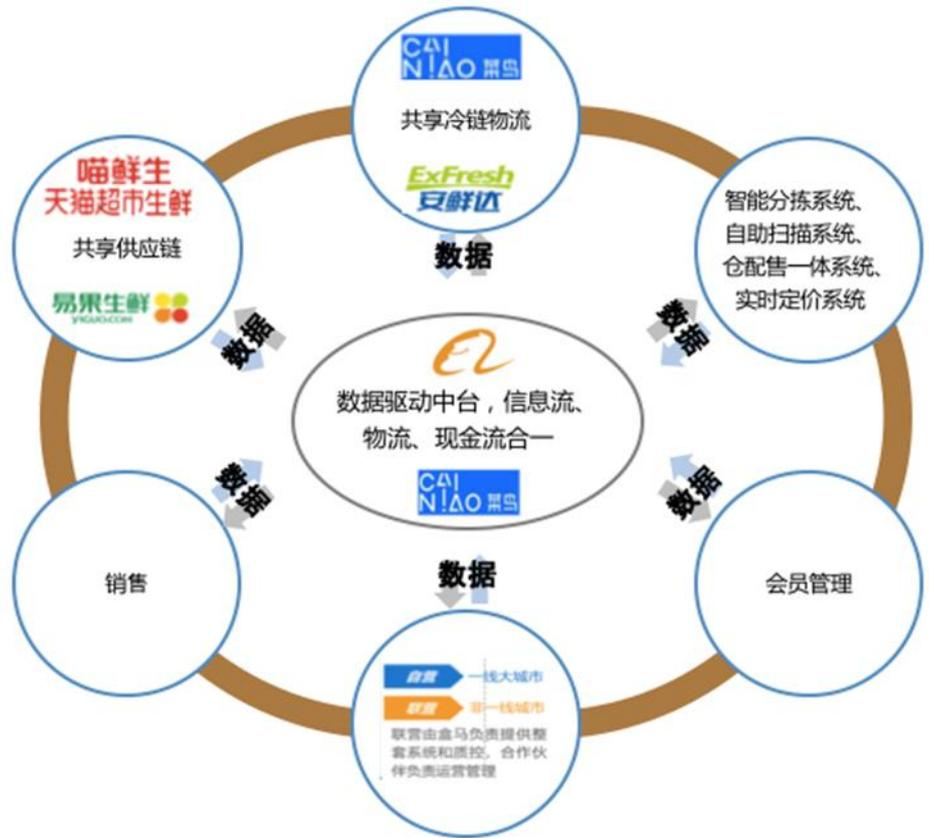 CAI
NIAO 菜鸟
共享冷链物流
ExFresh
安鲜达
喵鲜生
天猫超市生鲜
共享供应链
易果生鲜
YIGUO.COM
智能分拣系统、
自助扫描系统、
仓配售一体系统、
实时定价系统
数据
数据
数据
数据驱动中台，信息流、
物流、现金流合一
CAI
NIAO 菜鸟
数据
数据
数据
销售
会员管理
自营 一线大城市
联营 非一线城市
联营由盒马负责提供整
套系统和质控，合作伙
伴负责运营管理